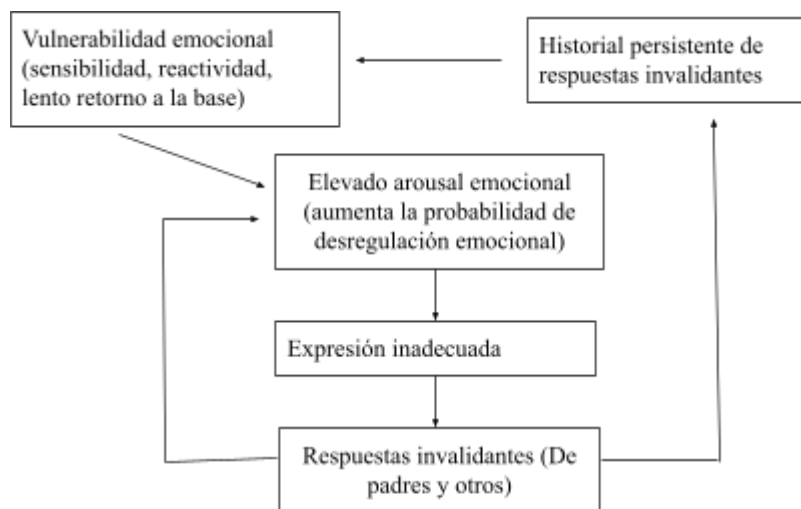 Vulnerabilidad emocional
(sensibilidad, reactividad,
lento retorno a la base)
Historial persistente de
respuestas invalidantes
Elevado arousal emocional
(aumenta la probabilidad de
desregulación emocional)
Expresión inadecuada
Respuestas invalidantes (De
padres y otros)